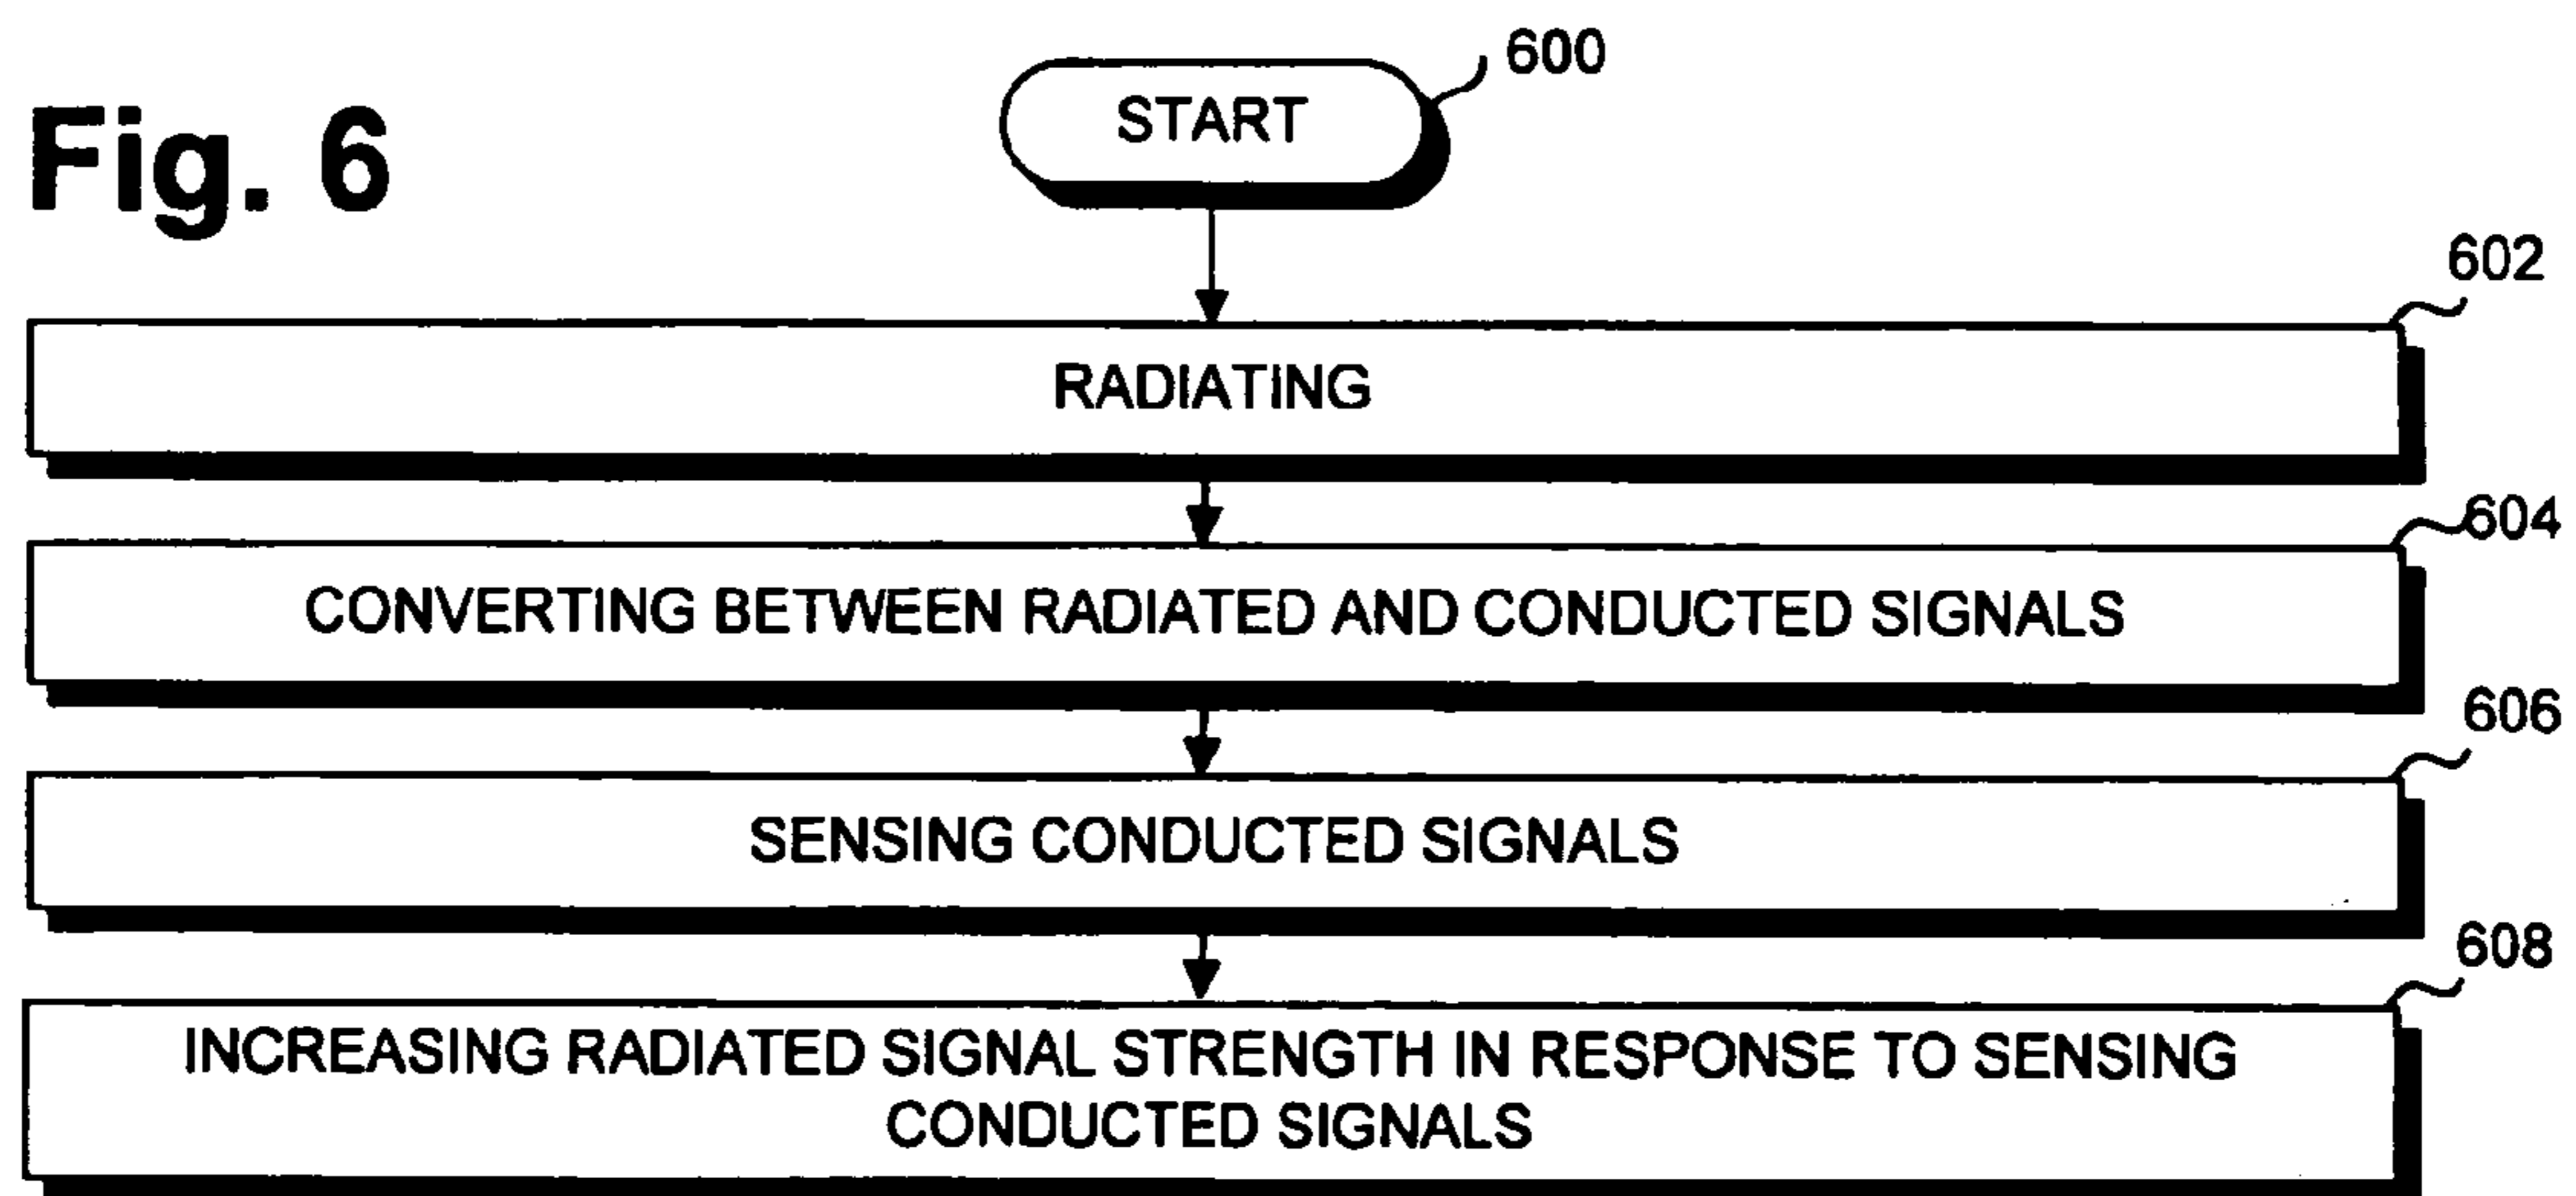 Fig. 6
START
600
602
RADIATING
604
CONVERTING BETWEEN RADIATED AND CONDUCTED SIGNALS
606
SENSING CONDUCTED SIGNALS
608
INCREASING RADIATED SIGNAL STRENGTH IN RESPONSE TO SENSING
CONDUCTED SIGNALS